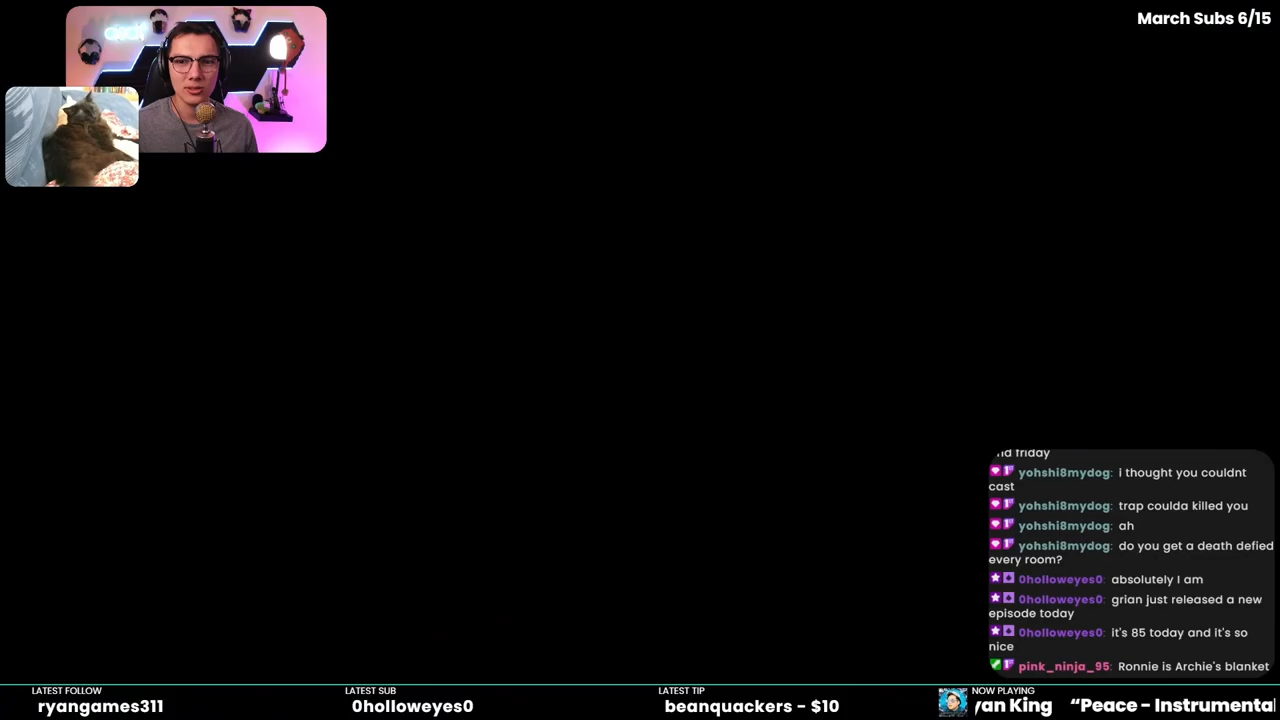 March Subs 6/15
nd friday
yohshi8mydog: i thought you couldnt
cast
yohshi8mydog: trap coulda killed you
yohshi8mydog: ah
yohshi8mydog: do you get a death defied
every room?
0holloweyes0: absolutely I am
0holloweyes0: grian just released a new
episode today
0holloweyes0: it's 85 today and it's so
nice
pink_ninja_95: Ronnie is Archie's blanket
LATEST FOLLOW
ryangames311
LATEST SUB
0holloweyes0
LATEST TIP
beanquackers - $10
NOW PLAYING
yan King “Peace - Instrumental